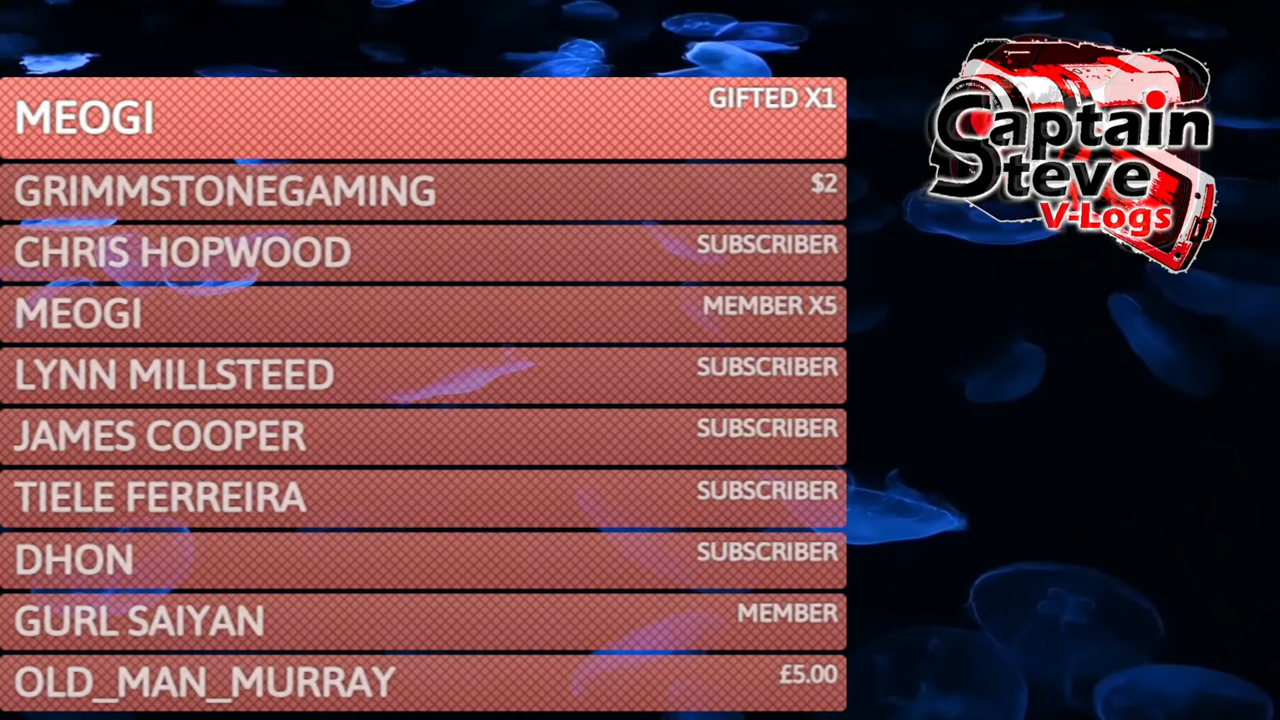 MEOGI GIFTED X1
GRIMMSTONEGAMING $2
CHRIS HOPWOOD SUBSCRIBER
MEOGI MEMBER X5
LYNN MILLSTEED SUBSCRIBER
JAMES COOPER SUBSCRIBER
TIELE FERREIRA SUBSCRIBER
DHON SUBSCRIBER
GURL SAIYAN MEMBER
OLD_MAN_MURRAY £5.00
Captain
Steve
V-Logs